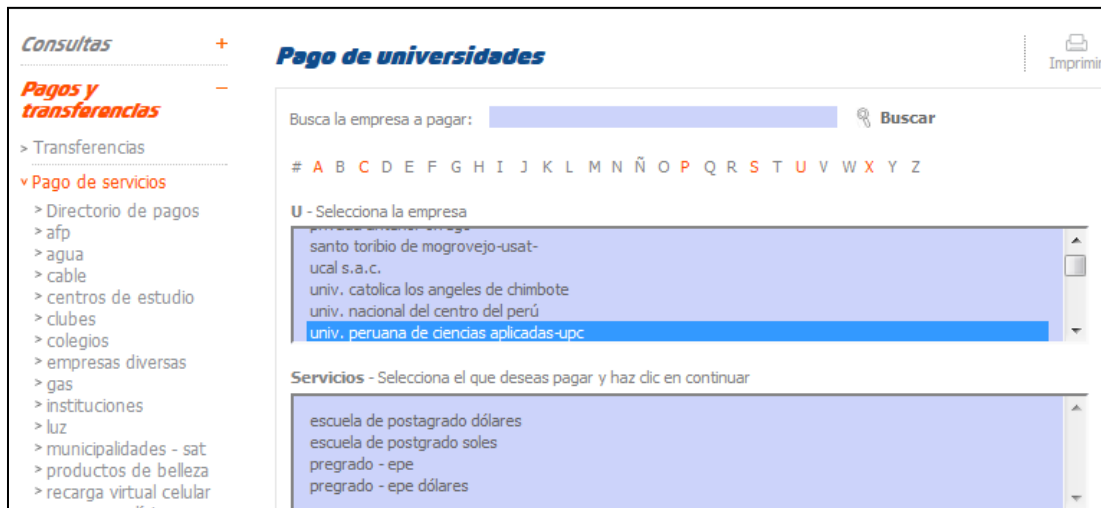 Consultas +
Pagos y –
transferencias
> Transferencias
˅ Pago de servicios
> Directorio de pagos
> afp
> agua
> cable
> centros de estudio
> clubes
> colegios
> empresas diversas
> gas
> instituciones
> luz
> municipalidades - sat
> productos de belleza
> recarga virtual celular
Pago de universidades
Imprimir
Busca la empresa a pagar:
Buscar
# A B C D E F G H I J K L M N Ñ O P Q R S T U V W X Y Z
U - Selecciona la empresa
santo toribio de mogrovejo-usat-
ucal s.a.c.
univ. catolica los angeles de chimbote
univ. nacional del centro del perú
univ. peruana de ciencias aplicadas-upc
Servicios - Selecciona el que deseas pagar y haz clic en continuar
escuela de postagrado dólares
escuela de postgrado soles
pregrado - epe
pregrado - epe dólares